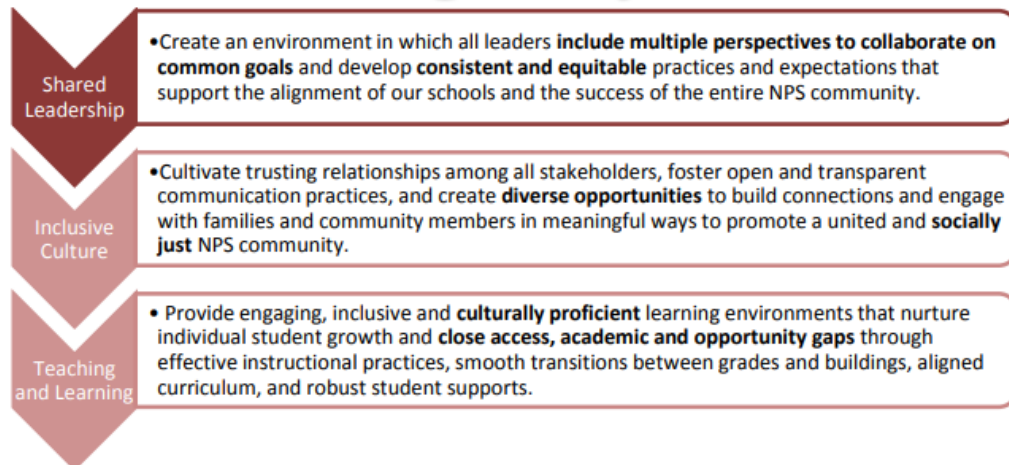 Shared
Leadership
•Create an environment in which all leaders include multiple perspectives to collaborate on
common goals and develop consistent and equitable practices and expectations that
support the alignment of our schools and the success of the entire NPS community.
Inclusive
Culture
•Cultivate trusting relationships among all stakeholders, foster open and transparent
communication practices, and create diverse opportunities to build connections and engage
with families and community members in meaningful ways to promote a united and socially
just NPS community.
Teaching
and Learning
• Provide engaging, inclusive and culturally proficient learning environments that nurture
individual student growth and close access, academic and opportunity gaps through
effective instructional practices, smooth transitions between grades and buildings, aligned
curriculum, and robust student supports.